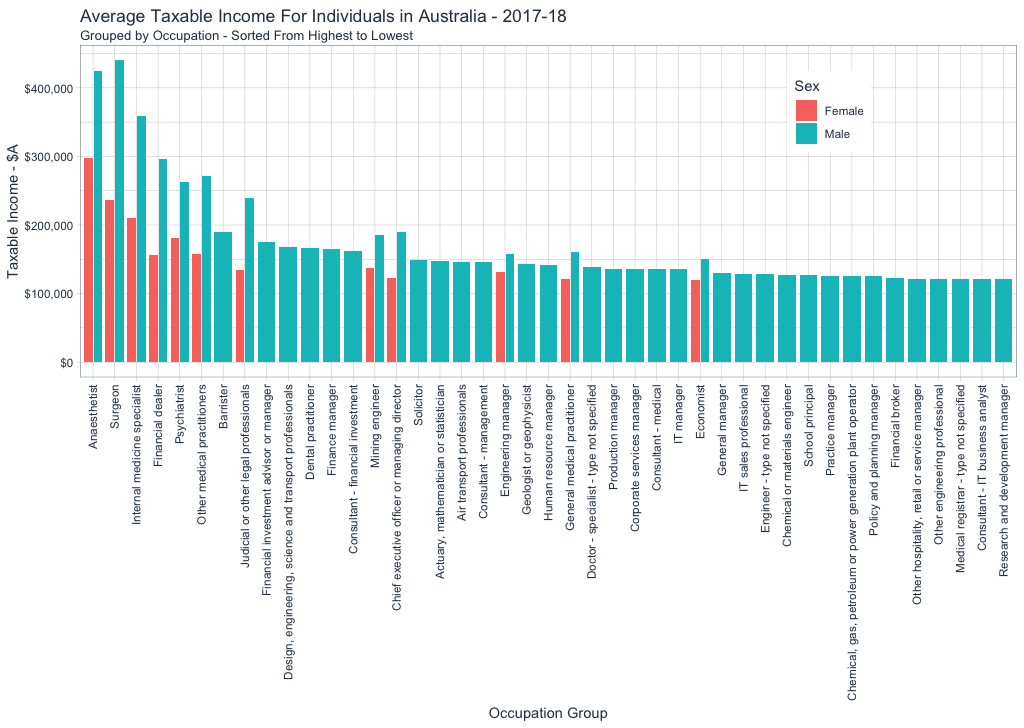 Average Taxable Income For Individuals in Australia - 2017-18
Grouped by Occupation - Sorted From Highest to Lowest
Taxable Income - $A
$400,000
$300,000
$200,000
$100,000
$0
Sex
Female
Male
Anaesthetist
Surgeon
Internal medicine specialist
Financial dealer
Psychiatrist
Other medical practitioners
Barrister
Judicial or other legal professionals
Financial investment advisor or manager
Design, engineering, science and transport professionals
Dental practitioner
Finance manager
Consultant - financial investment
Mining engineer
Chief executive officer or managing director
Solicitor
Actuary, mathematician or statistician
Air transport professionals
Consultant - management
Engineering manager
Geologist or geophysicist
Human resource manager
General medical practitioner
Doctor - specialist - type not specified
Production manager
Corporate services manager
Consultant - medical
IT manager
Economist
General manager
IT sales professional
Engineer - type not specified
Chemical or materials engineer
School principal
Practice manager
Chemical, gas, petroleum or power generation plant operator
Policy and planning manager
Financial broker
Other hospitality, retail or service manager
Other engineering professional
Medical registrar - type not specified
Consultant - IT business analyst
Research and development manager
Occupation Group